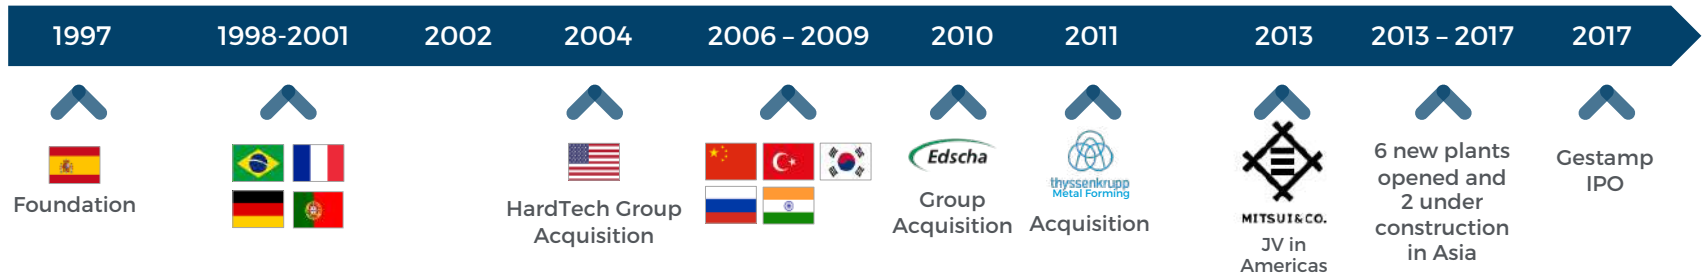 1997 1998-2001 2002 2004 2006 – 2009 2010 2011 2013 2013 – 2017 2017
Foundation
HardTech Group
Acquisition
Edscha
Group
Acquisition
thyssenkrupp
Metal Forming
Acquisition
MITSUI & CO.
JV in
Americas
6 new plants
opened and
2 under
construction
in Asia
Gestamp
IPO